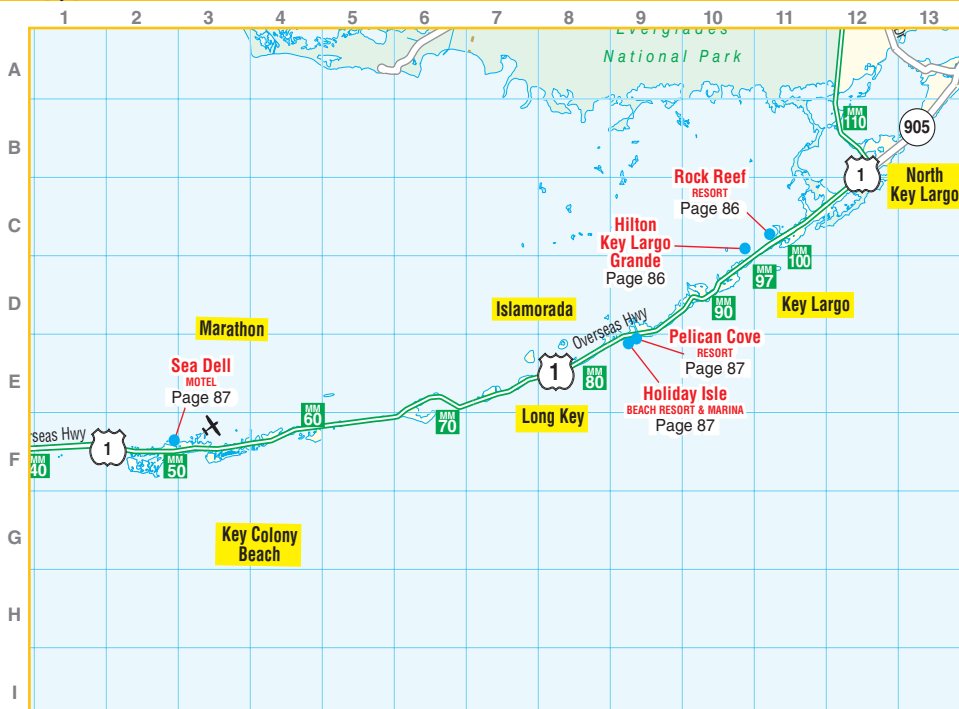 1 2 3 4 5 6 7 8 9 10 11 12 13
A
Everglades
National Park
MM
110
905
B
1
North
Key Largo
Rock Reef
RESORT
Page 86
C
Hilton
Key Largo
Grande
Page 86
MM
100
MM
97
D
MM
90
Key Largo
Islamorada
Overseas Hwy
Marathon
Pelican Cove
RESORT
Page 87
E
Sea Dell
MOTEL
Page 87
1
MM
80
Holiday Isle
BEACH RESORT & MARINA
Page 87
Long Key
MM
60
MM
70
rseas Hwy
1
F
MM
40
MM
50
G
Key Colony
Beach
H
I